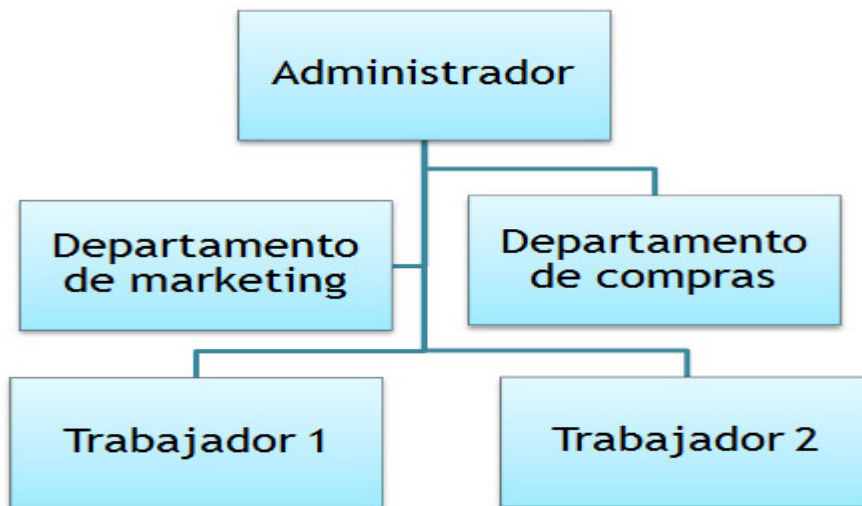 Administrador
Departamento
de marketing
Departamento
de compras
Trabajador 1
Trabajador 2